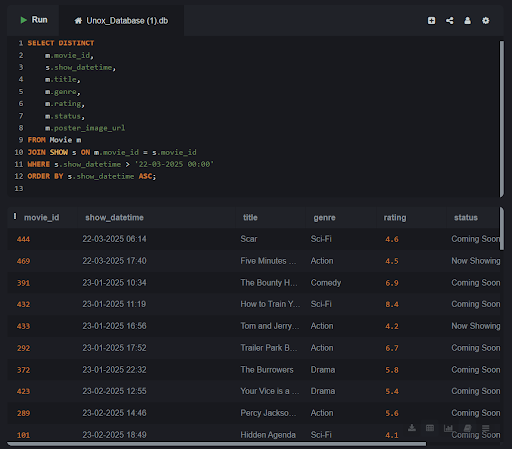 Run
Unox_Database (1).db
1 SELECT DISTINCT
2 m.movie_id,
3 s.show_datetime,
4 m.title,
5 m.genre,
6 m.rating,
7 m.status,
8 m.poster_image_url
9 FROM Movie m
10 JOIN SHOW s ON m.movie_id = s.movie_id
11 WHERE s.show_datetime > '22-03-2025 00:00'
12 ORDER BY s.show_datetime ASC;
13
movie_id show_datetime title genre rating status
444 22-03-2025 06:14 Scar Sci-Fi 4.6 Coming Soon
469 22-03-2025 17:40 Five Minutes ... Action 4.5 Now Showing
391 23-01-2025 10:34 The Bounty H... Comedy 6.9 Coming Soon
432 23-01-2025 11:19 How to Train Y... Sci-Fi 8.4 Coming Soon
433 23-01-2025 16:56 Tom and Jerry... Action 4.2 Now Showing
292 23-01-2025 17:52 Trailer Park B... Action 6.7 Coming Soon
372 23-01-2025 22:32 The Burrowers Drama 5.8 Coming Soon
423 23-02-2025 12:55 Your Vice is a ... Drama 5.4 Coming Soon
289 23-02-2025 14:46 Percy Jackso... Action 5.6 Coming Soon
101 23-02-2025 18:49 Hidden Agenda Sci-Fi 4.1 Coming Soon